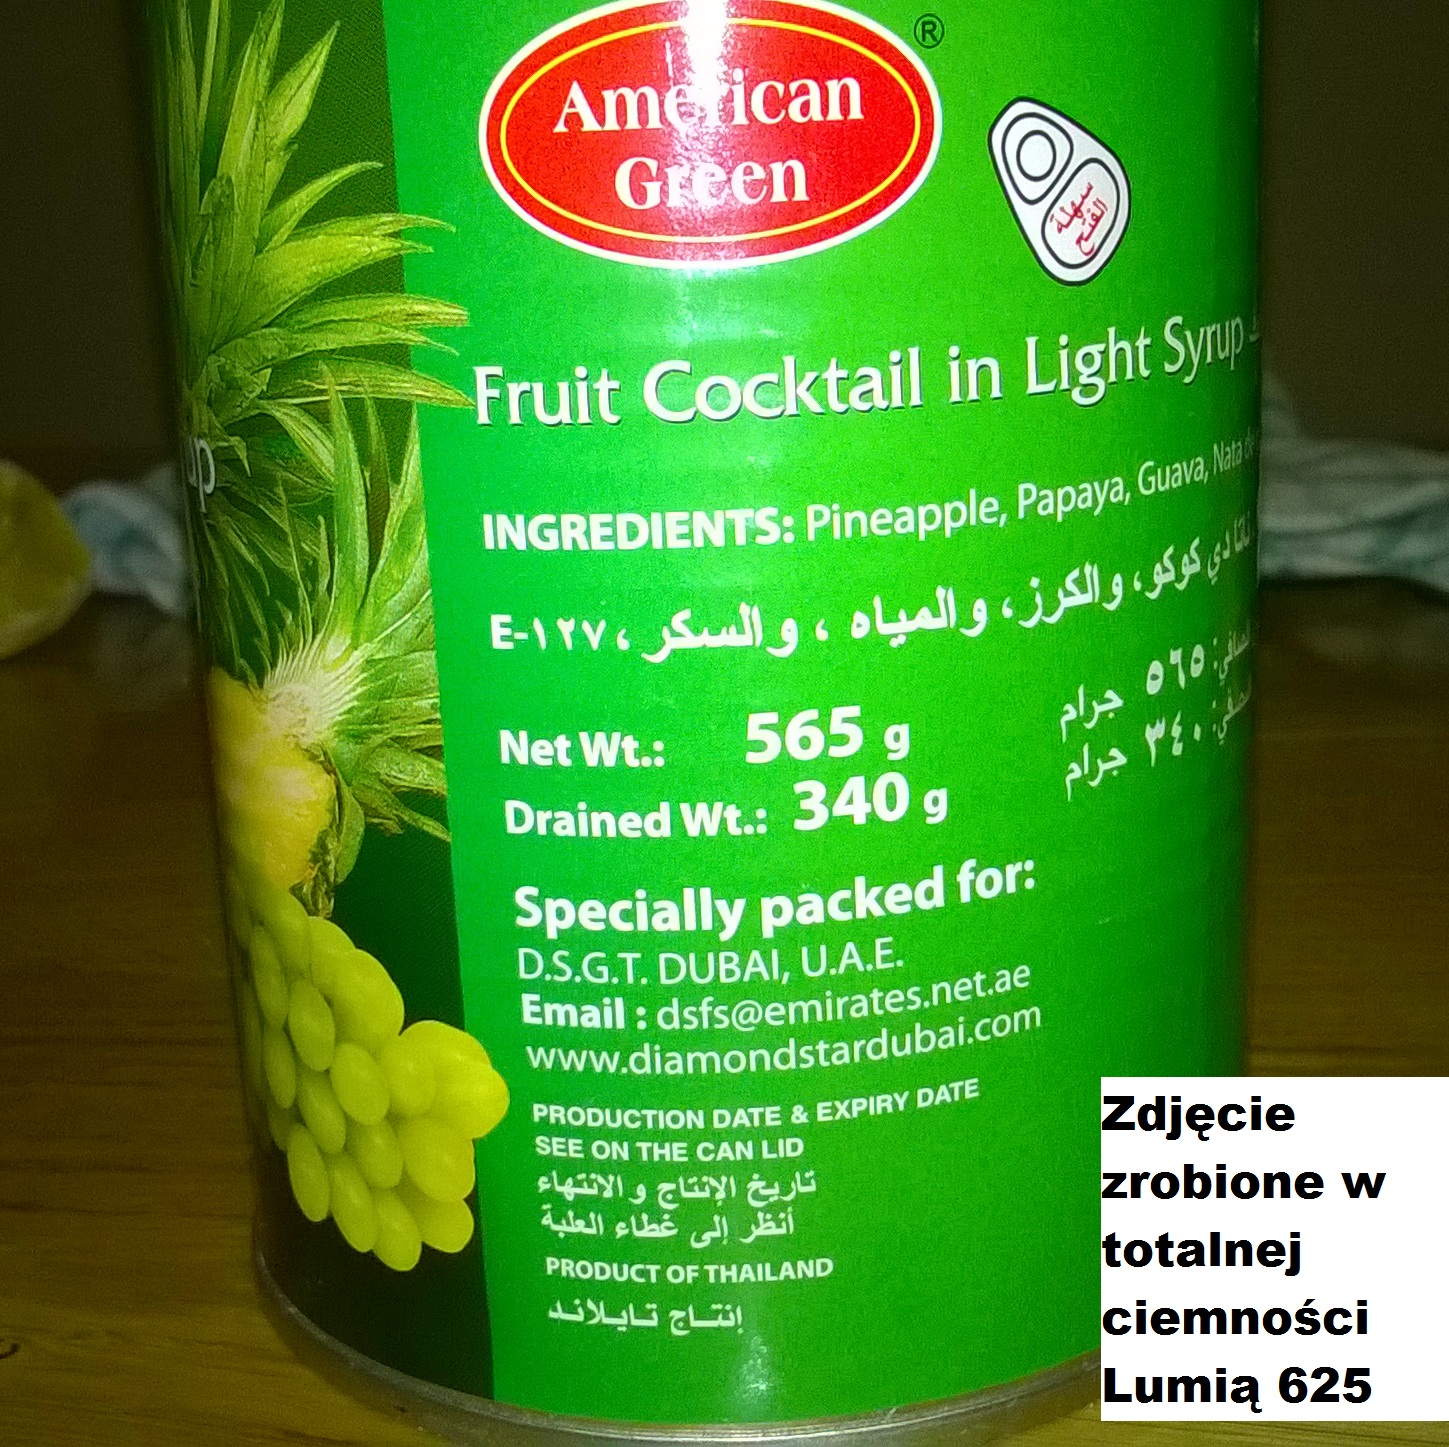 American
Green
®
سهلة
الفتح
Fruit Cocktail in Light Syrup
up
INGREDIENTS: Pineapple, Papaya, Guava, Nata de
كوكو، والكرز، والمياه ، والسكر ، E-١٢٧
Net Wt.: 565 g
٥٦٥ جرام
Drained Wt.: 340 g
٣٤٠ جرام
Specially packed for:
D.S.G.T. DUBAI, U.A.E.
Email : dsfs@emirates.net.ae
www.diamondstardubai.com
PRODUCTION DATE & EXPIRY DATE
SEE ON THE CAN LID
تاريخ الإنتاج و الانتهاء
أنظر إلى غطاء العلبة
PRODUCT OF THAILAND
إنتاج تايلاند
Zdjęcie
zrobione w
totalnej
ciemności
Lumią 625